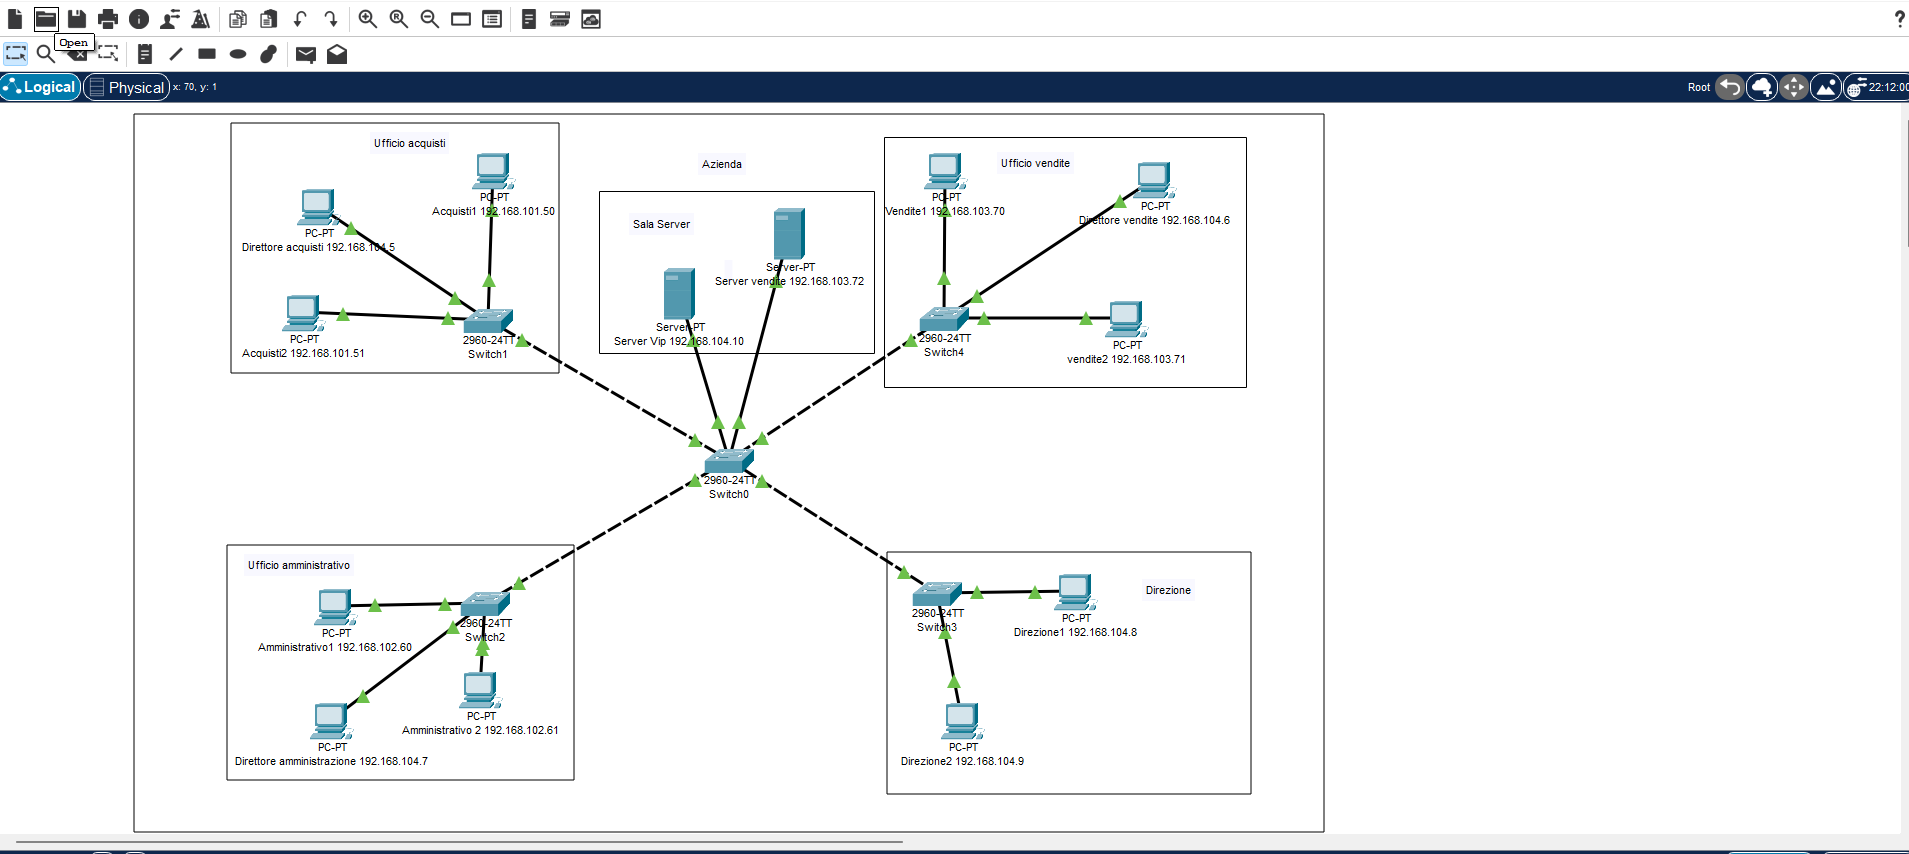 Open
Logical
Physical
x: 70, y: 1
Root
22:12:00
?
Ufficio acquisti
PC-PT
Acquisti1 192.168.101.50
PC-PT
Direttore acquisti 192.168.104.5
PC-PT
Acquisti2 192.168.101.51
2960-24TT
Switch1
Azienda
Sala Server
Server-PT
Server vendite 192.168.103.72
Server-PT
Server Vip 192.168.104.10
Ufficio vendite
PC-PT
Vendite1 192.168.103.70
PC-PT
Direttore vendite 192.168.104.6
2960-24TT
Switch4
PC-PT
vendite2 192.168.103.71
2960-24TT
Switch0
Ufficio amministrativo
PC-PT
Amministrativo1 192.168.102.60
2960-24TT
Switch2
PC-PT
Amministrativo 2 192.168.102.61
PC-PT
Direttore amministrazione 192.168.104.7
Direzione
2960-24TT
Switch3
PC-PT
Direzione1 192.168.104.8
PC-PT
Direzione2 192.168.104.9